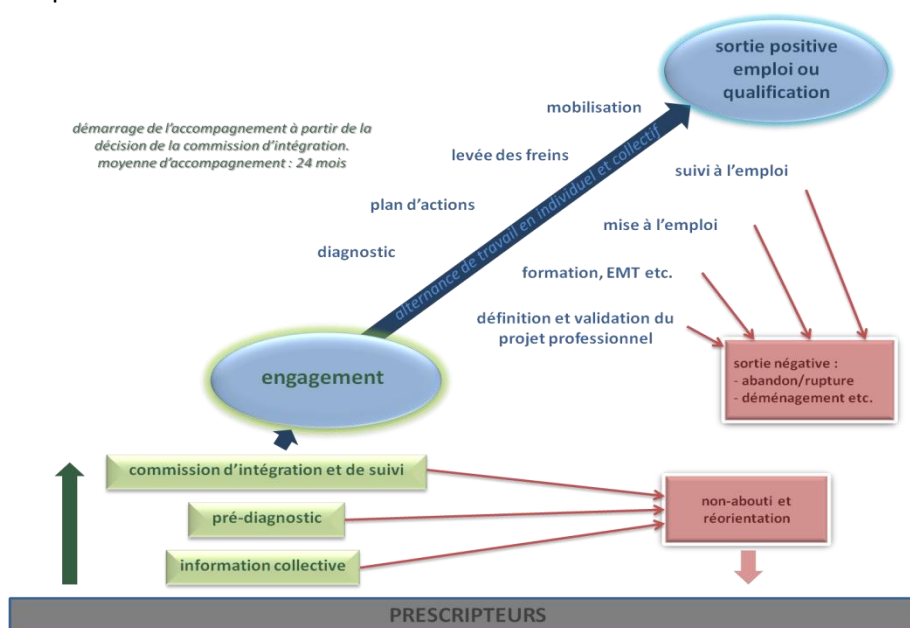 sortie positive
emploi ou
qualification
mobilisation
démarrage de l'accompagnement à partir de la
décision de la commission d'intégration.
moyenne d'accompagnement : 24 mois
levée des freins
suivi à l'emploi
plan d'actions
mise à l'emploi
diagnostic
alternance de travail en individuel et collectif
formation, EMT etc.
définition et validation du
projet professionnel
sortie négative :
- abandon/rupture
- déménagement etc.
engagement
commission d'intégration et de suivi
non-abouti et
réorientation
pré-diagnostic
information collective
PRESCRIPTEURS